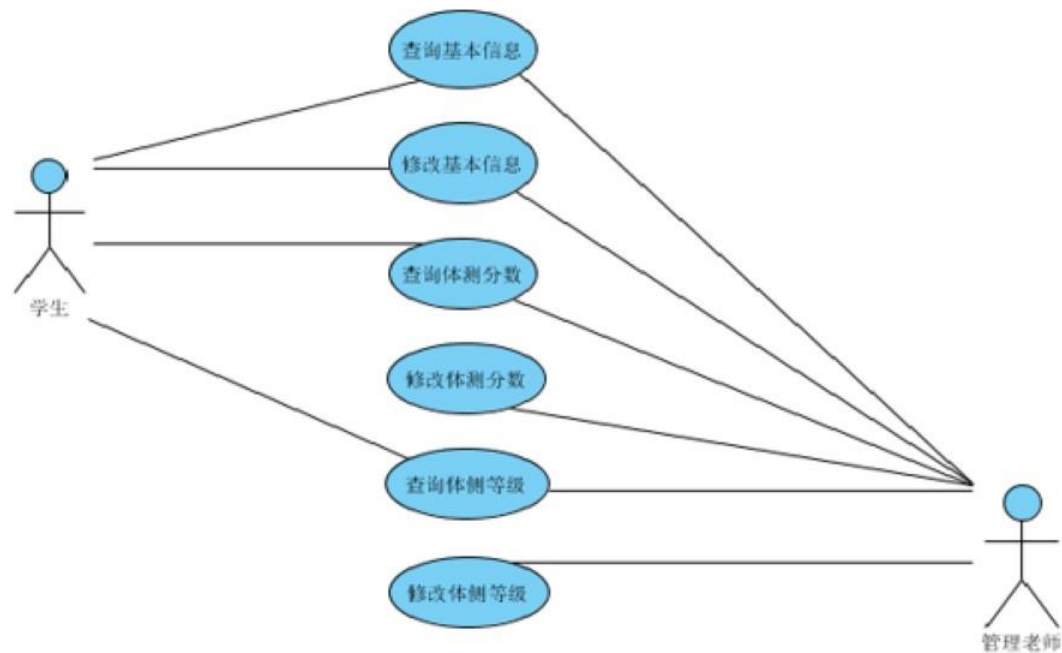 查询基本信息
修改基本信息
查询体测分数
学生
修改体测分数
查询体侧等级
修改体侧等级
管理老师